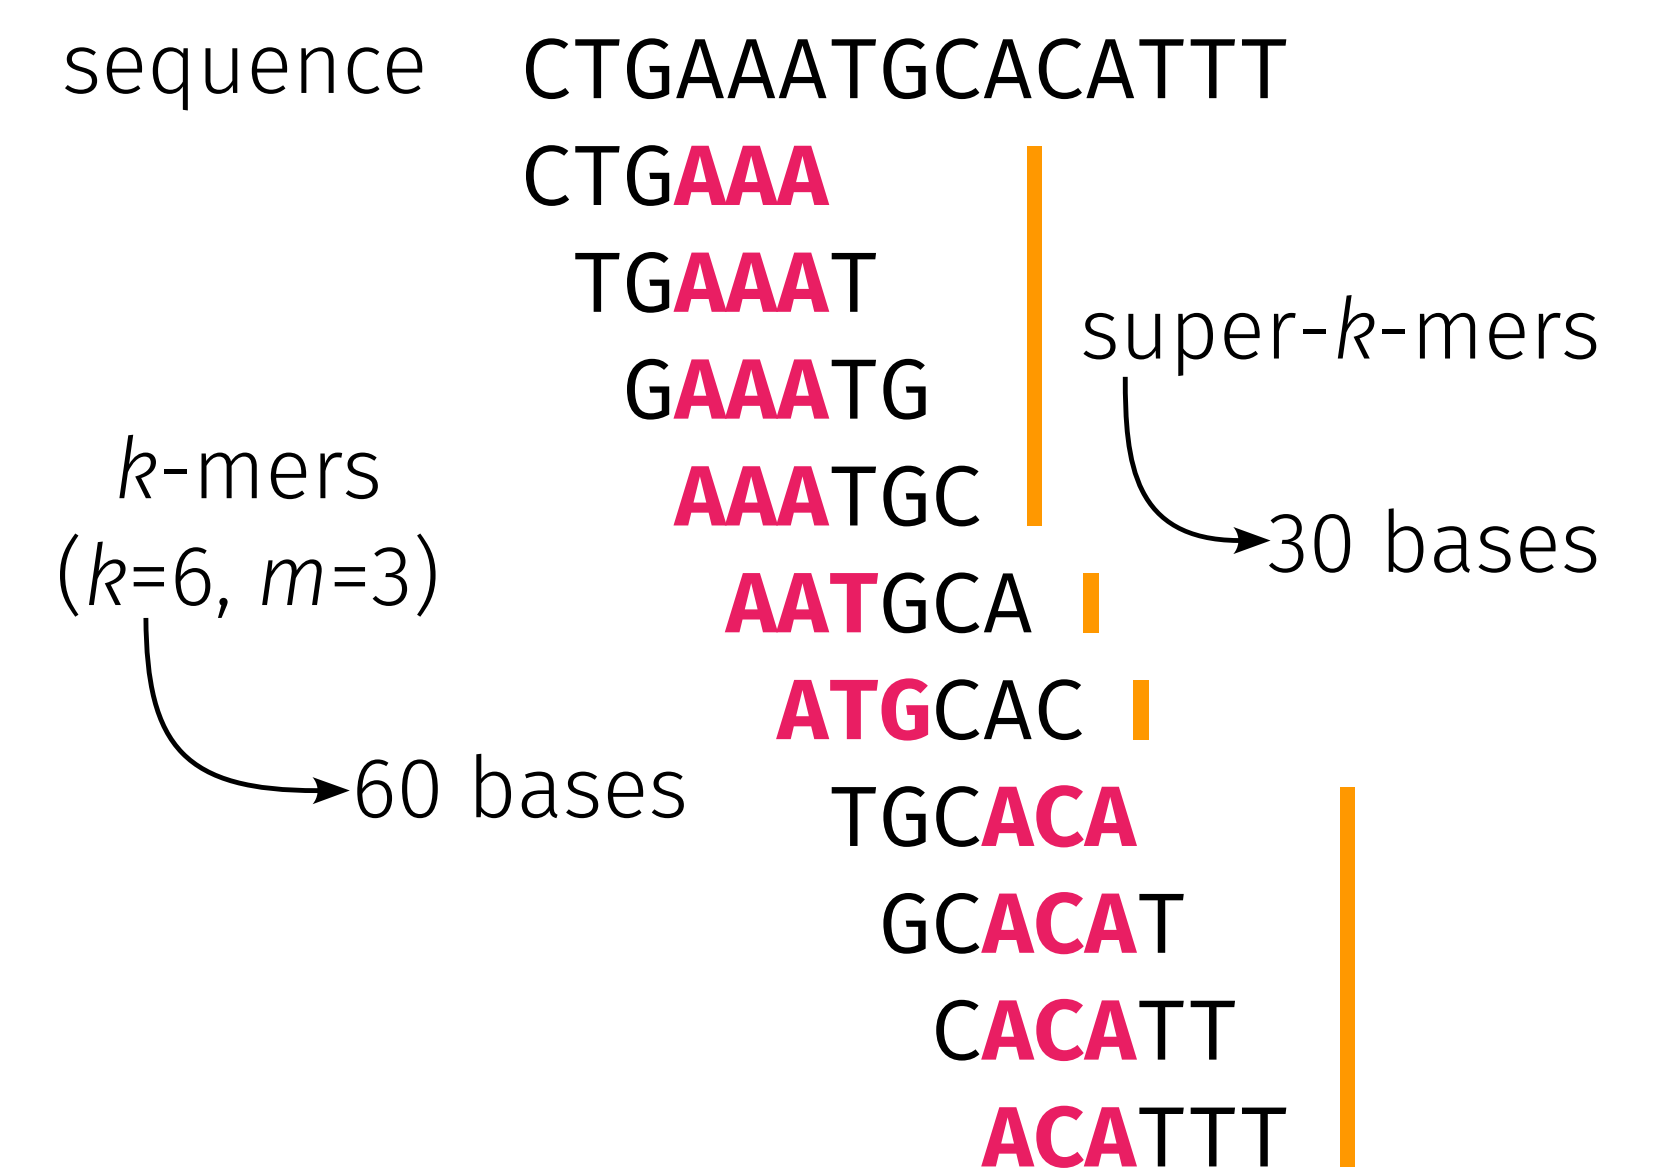 sequence CTGAAATGCACATTT
CTGAAA
TGAAAT
super-k-mers
GAAATG
k-mers
AAATGC
30 bases
(k=6, m=3)
AATGCA
ATGCAC
60 bases
TGCACA
GCACAT
CACATT
ACATTT